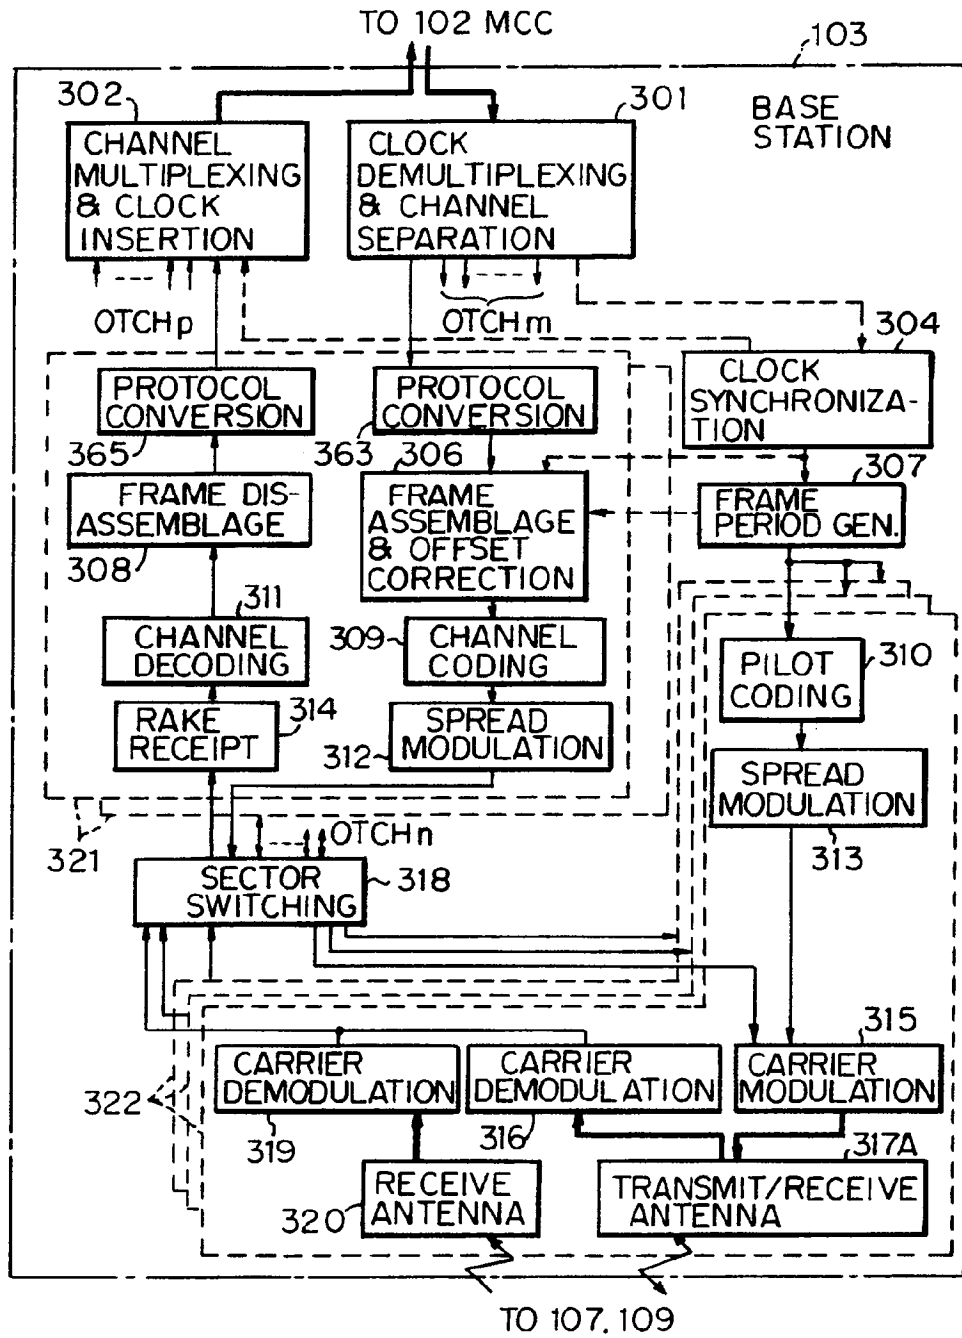 TO 102 MCC
103
302
301
BASE
STATION
CHANNEL
MULTIPLEXING
& CLOCK
INSERTION
CLOCK
DEMULTIPLEXING
& CHANNEL
SEPARATION
OTCHp
OTCHm
304
PROTOCOL
CONVERSION
PROTOCOL
CONVERSION
CLOCK
SYNCHRONIZA-
TION
365
363
306
307
FRAME DIS-
ASSEMBLAGE
FRAME
ASSEMBLAGE
& OFFSET
CORRECTION
FRAME
PERIOD GEN.
308
311
309
CHANNEL
DECODING
CHANNEL
CODING
PILOT
CODING
310
RAKE
RECEIPT
314
312
SPREAD
MODULATION
SPREAD
MODULATION
313
321
OTCHn
SECTOR
SWITCHING
318
315
CARRIER
DEMODULATION
CARRIER
DEMODULATION
CARRIER
MODULATION
322
319
316
317A
RECEIVE
ANTENNA
TRANSMIT/RECEIVE
ANTENNA
320
TO 107, 109